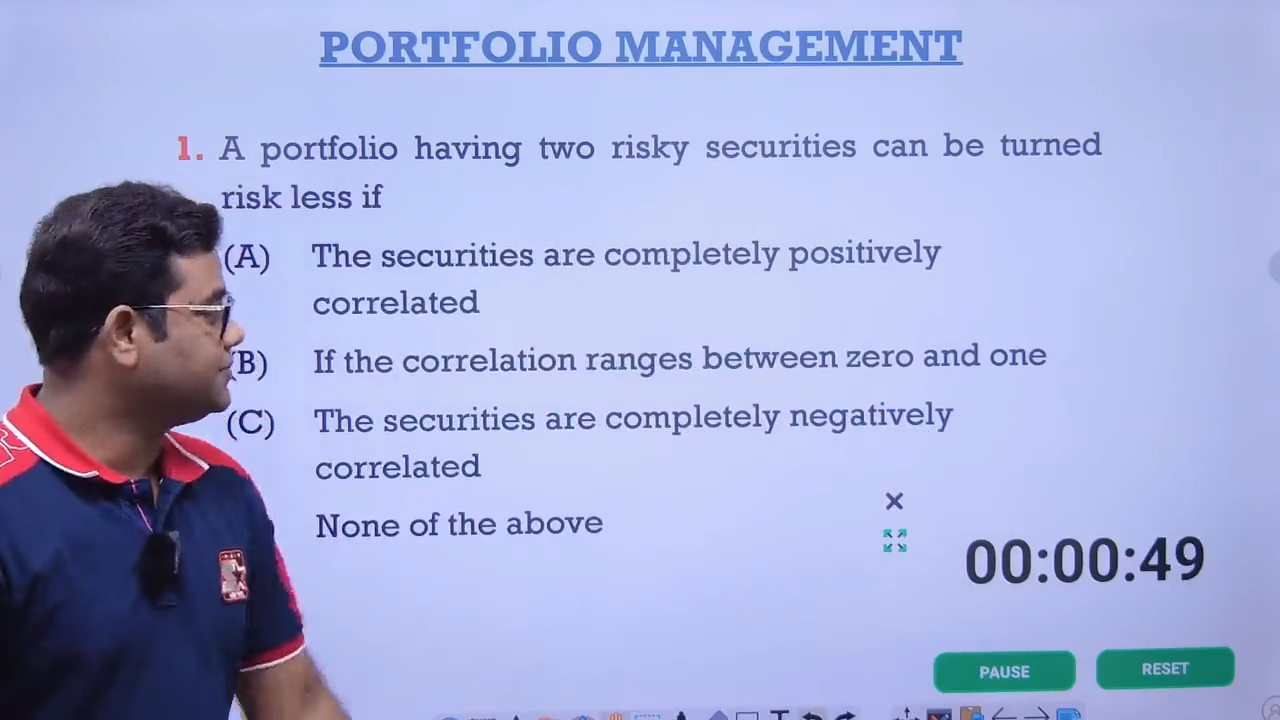 PORTFOLIO MANAGEMENT
1. A portfolio having two risky securities can be turned
risk less if
(A) The securities are completely positively
correlated
(B) If the correlation ranges between zero and one
(C) The securities are completely negatively
correlated
None of the above
00:00:49
PAUSE RESET